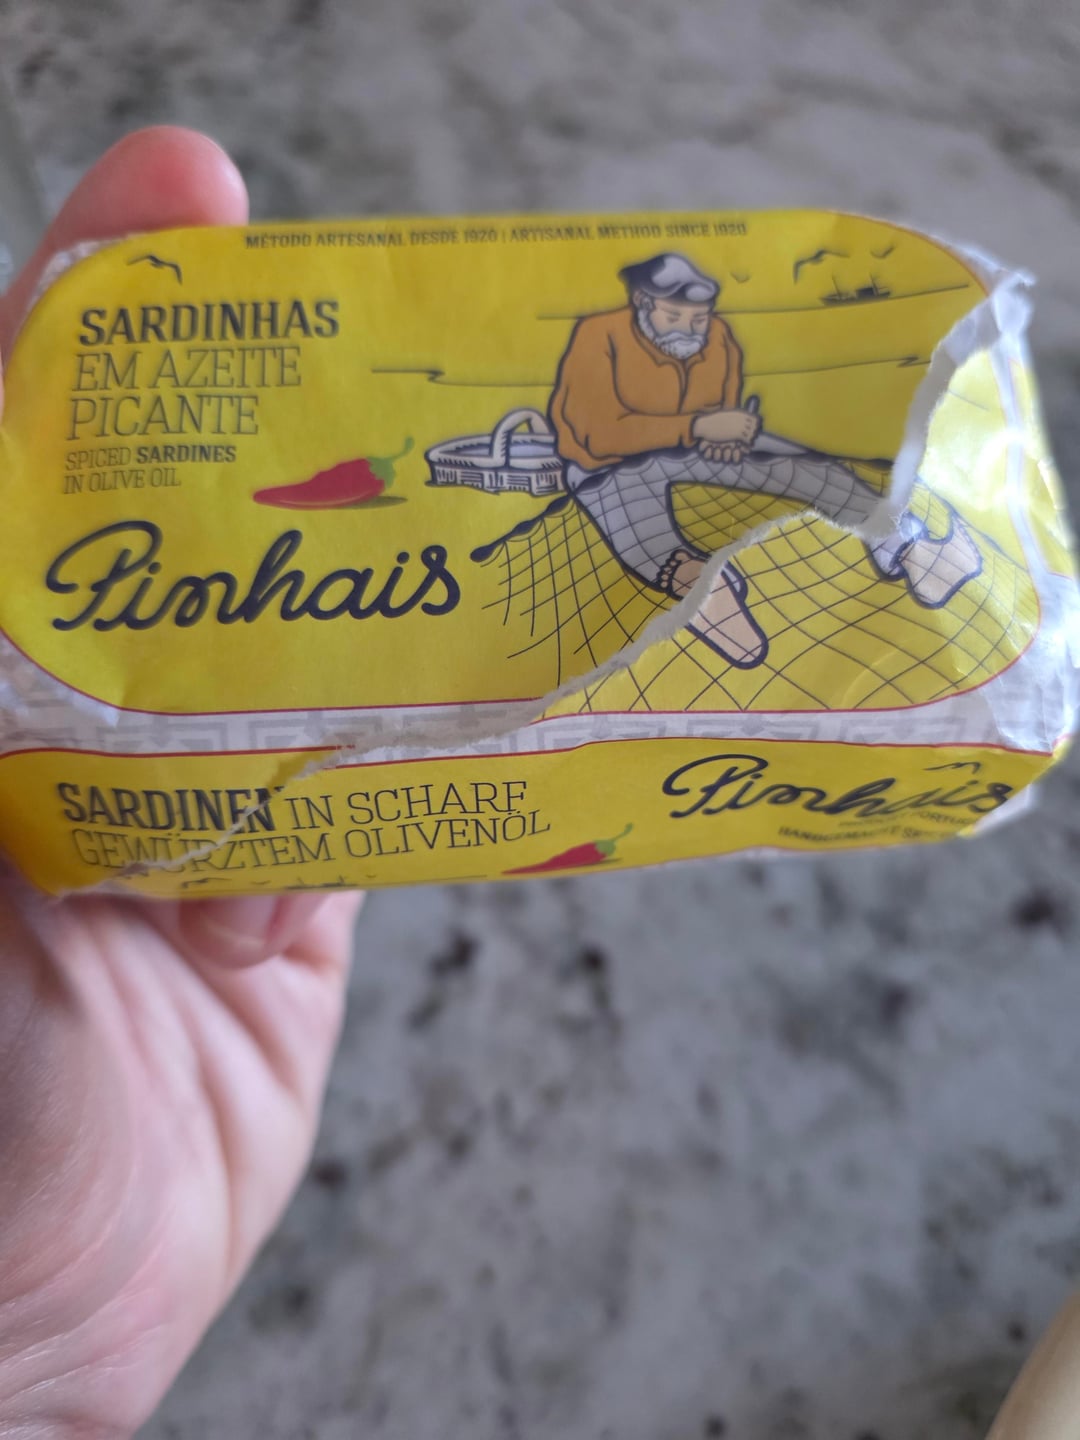 MÉTODO ARTESANAL DESDE 1920 | ARTISANAL METHOD SINCE 1920
SARDINHAS
EM AZEITE
PICANTE
SPICED SARDINES
IN OLIVE OIL
Pinhais
SARDINEN IN SCHARF
GEWÜRZTEM OLIVENÖL
Pinhais